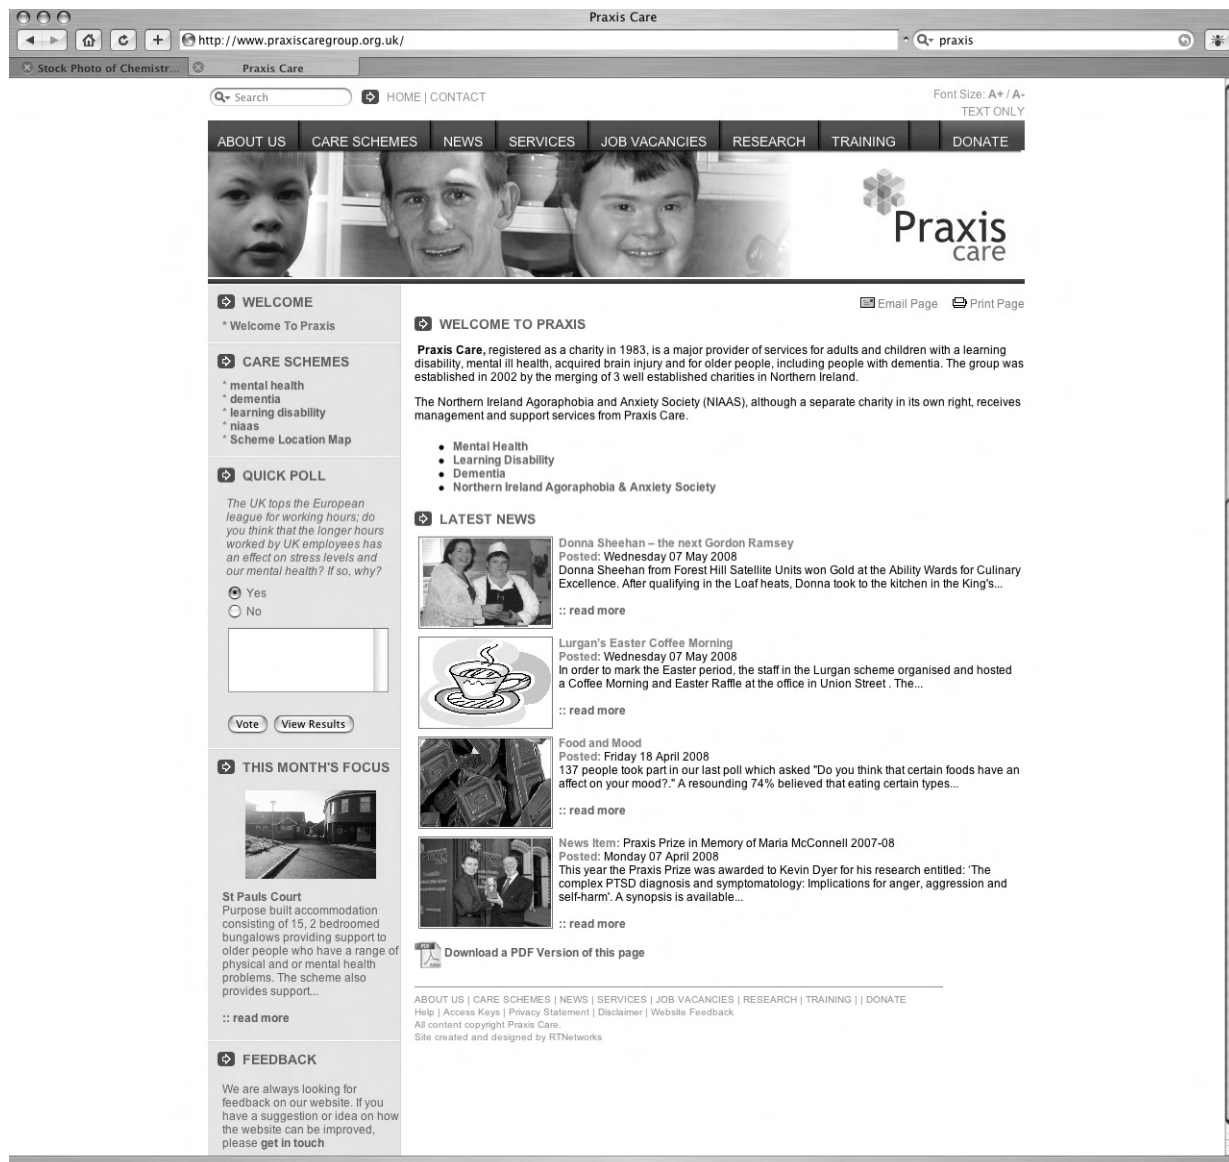 Praxis Care
http://www.praxiscaregroup.org.uk/
praxis
Stock Photo of Chemistr...
Praxis Care
Search
HOME | CONTACT
Font Size: A+ / A-
TEXT ONLY
ABOUT US
CARE SCHEMES
NEWS
SERVICES
JOB VACANCIES
RESEARCH
TRAINING
DONATE
Praxis
care
WELCOME
* Welcome To Praxis
CARE SCHEMES
* mental health
* dementia
* learning disability
* niaas
* Scheme Location Map
QUICK POLL
The UK tops the European
league for working hours; do
you think that the longer hours
worked by UK employees has
an effect on stress levels and
our mental health? If so, why?
Yes
No
Vote
View Results
THIS MONTH'S FOCUS
St Pauls Court
Purpose built accommodation
consisting of 15, 2 bedroomed
bungalows providing support to
older people who have a range of
physical and or mental health
problems. The scheme also
provides support...
:: read more
FEEDBACK
We are always looking for
feedback on our website. If you
have a suggestion or idea on how
the website can be improved,
please get in touch
Email Page
Print Page
WELCOME TO PRAXIS
Praxis Care, registered as a charity in 1983, is a major provider of services for adults and children with a learning
disability, mental ill health, acquired brain injury and for older people, including people with dementia. The group was
established in 2002 by the merging of 3 well established charities in Northern Ireland.
The Northern Ireland Agoraphobia and Anxiety Society (NIAAS), although a separate charity in its own right, receives
management and support services from Praxis Care.
Mental Health
Learning Disability
Dementia
Northern Ireland Agoraphobia & Anxiety Society
LATEST NEWS
Donna Sheehan – the next Gordon Ramsey
Posted: Wednesday 07 May 2008
Donna Sheehan from Forest Hill Satellite Units won Gold at the Ability Wards for Culinary
Excellence. After qualifying in the Loaf heats, Donna took to the kitchen in the King's...
:: read more
Lurgan's Easter Coffee Morning
Posted: Wednesday 07 May 2008
In order to mark the Easter period, the staff in the Lurgan scheme organised and hosted
a Coffee Morning and Easter Raffle at the office in Union Street . The...
:: read more
Food and Mood
Posted: Friday 18 April 2008
137 people took part in our last poll which asked "Do you think that certain foods have an
affect on your mood?." A resounding 74% believed that eating certain types...
:: read more
News Item: Praxis Prize in Memory of Maria McConnell 2007-08
Posted: Monday 07 April 2008
This year the Praxis Prize was awarded to Kevin Dyer for his research entitled: 'The
complex PTSD diagnosis and symptomatology: Implications for anger, aggression and
self-harm'. A synopsis is available...
:: read more
Download a PDF Version of this page
ABOUT US | CARE SCHEMES | NEWS | SERVICES | JOB VACANCIES | RESEARCH | TRAINING | | DONATE
Help | Access Keys | Privacy Statement | Disclaimer | Website Feedback
All content copyright Praxis Care.
Site created and designed by RTNetworks